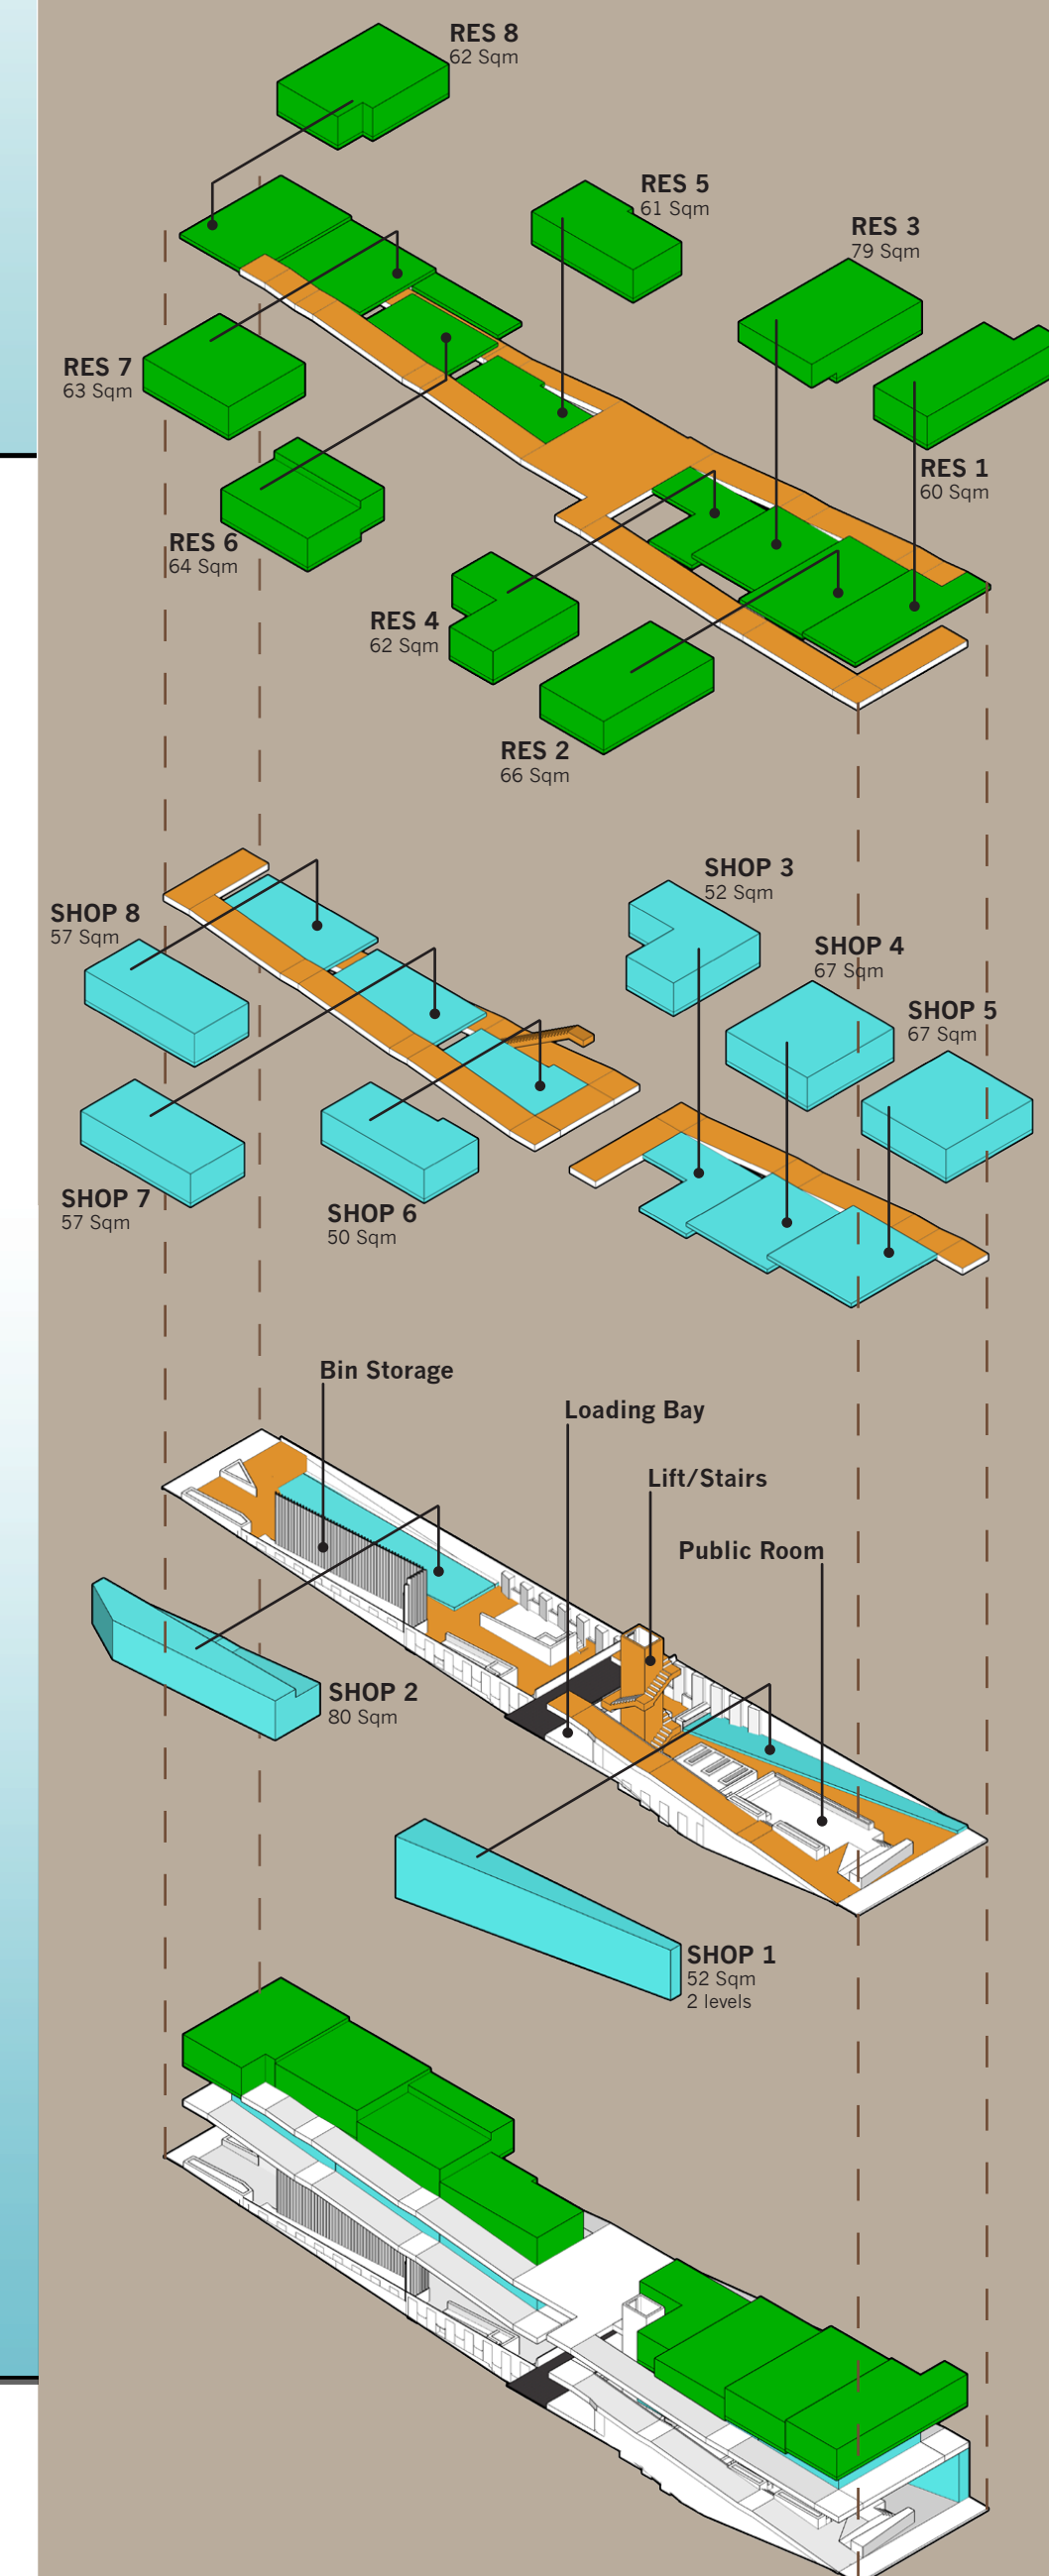 RES 8
62 Sqm
RES 5
61 Sqm
RES 3
79 Sqm
RES 7
63 Sqm
RES 1
60 Sqm
RES 6
64 Sqm
RES 4
62 Sqm
RES 2
66 Sqm
SHOP 3
52 Sqm
SHOP 8
57 Sqm
SHOP 4
67 Sqm
SHOP 5
67 Sqm
SHOP 7
57 Sqm
SHOP 6
50 Sqm
Bin Storage
Loading Bay
Lift/Stairs
Public Room
SHOP 2
80 Sqm
SHOP 1
52 Sqm
2 levels